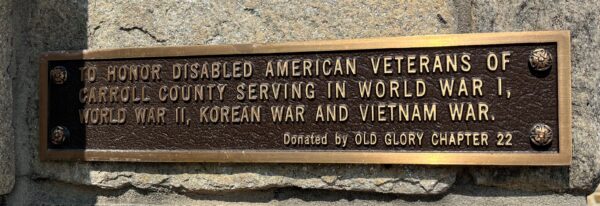 TO HONOR DISABLED AMERICAN VETERANS OF
CARROLL COUNTY SERVING IN WORLD WAR I,
WORLD WAR II, KOREAN WAR AND VIETNAM WAR.
Donated by OLD GLORY CHAPTER 22